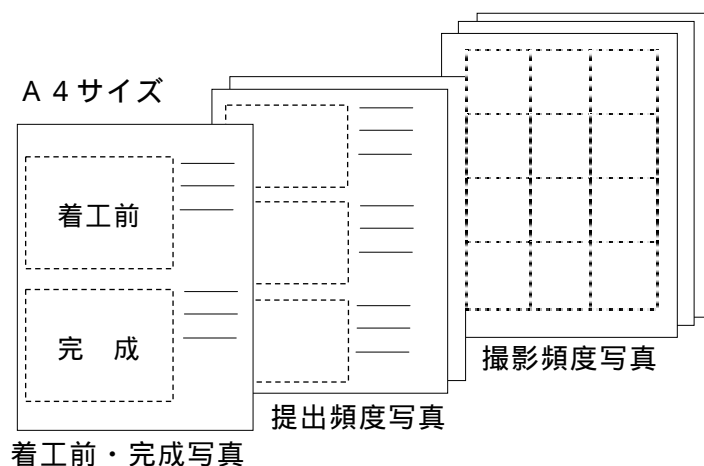 A4サイズ
着工前
完 成
着工前・完成写真
提出頻度写真
撮影頻度写真